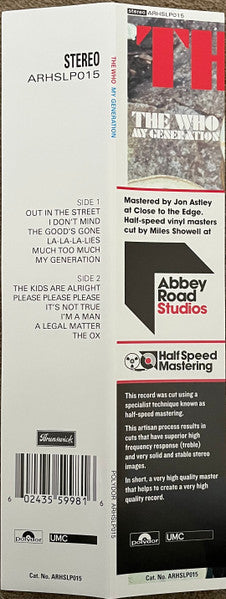 STEREO
ARHSLP015
SIDE 1
OUT IN THE STREET
I DON'T MIND
THE GOOD'S GONE
LA-LA-LA-LIES
MUCH TOO MUCH
MY GENERATION
SIDE 2
THE KIDS ARE ALRIGHT
PLEASE PLEASE PLEASE
IT'S NOT TRUE
I'M A MAN
A LEGAL MATTER
THE OX
Brunswick
6 02435 59981 6
polydor UMC
Cat. No. ARHSLP015
THE WHO MY GENERATION
POLYDOR ARHSLP015
STEREO ARHSLP015
TH
THE WHO
MY GENERATION
Mastered by Jon Astley
at Close to the Edge.
Half-speed vinyl masters
cut by Miles Showell at
Abbey
Road
Studios
Half Speed
Mastering
This record was cut using a
specialist technique known as
half-speed mastering.
This artisan process results in
cuts that have superior high
frequency response (treble)
and very solid and stable stereo
images.
In short, a very high quality master
that helps to create a very high
quality record.
polydor UMC
Cat. No. ARHSLP015